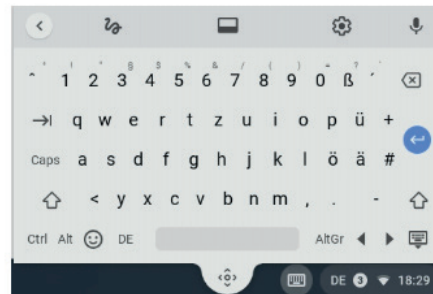 ° ! " § $ % & / ( ) = ? `
^ 1 2 3 4 5 6 7 8 9 0 ß ´
q w e r t z u i o p ü +
Caps a s d f g h j k l ö ä #
< y x c v b n m , . -
Ctrl Alt DE AltGr
DE 3 18:29